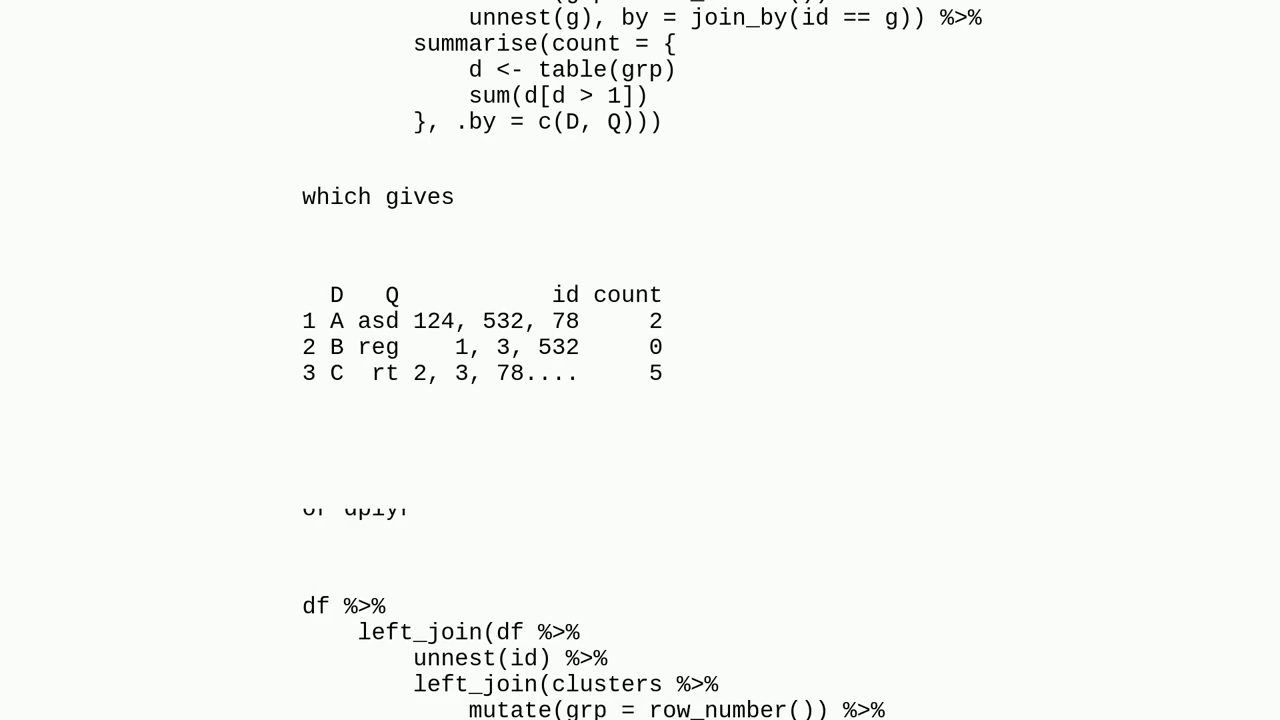 unnest(g), by = join_by(id == g)) %>%
summarise(count = {
d <- table(grp)
sum(d[d > 1])
}, .by = c(D, Q)))
which gives
D Q id count
1 A asd 124, 532, 78 2
2 B reg 1, 3, 532 0
3 C rt 2, 3, 78.... 5
df %>%
left_join(df %>%
unnest(id) %>%
left_join(clusters %>%
mutate(grp = row_number()) %>%